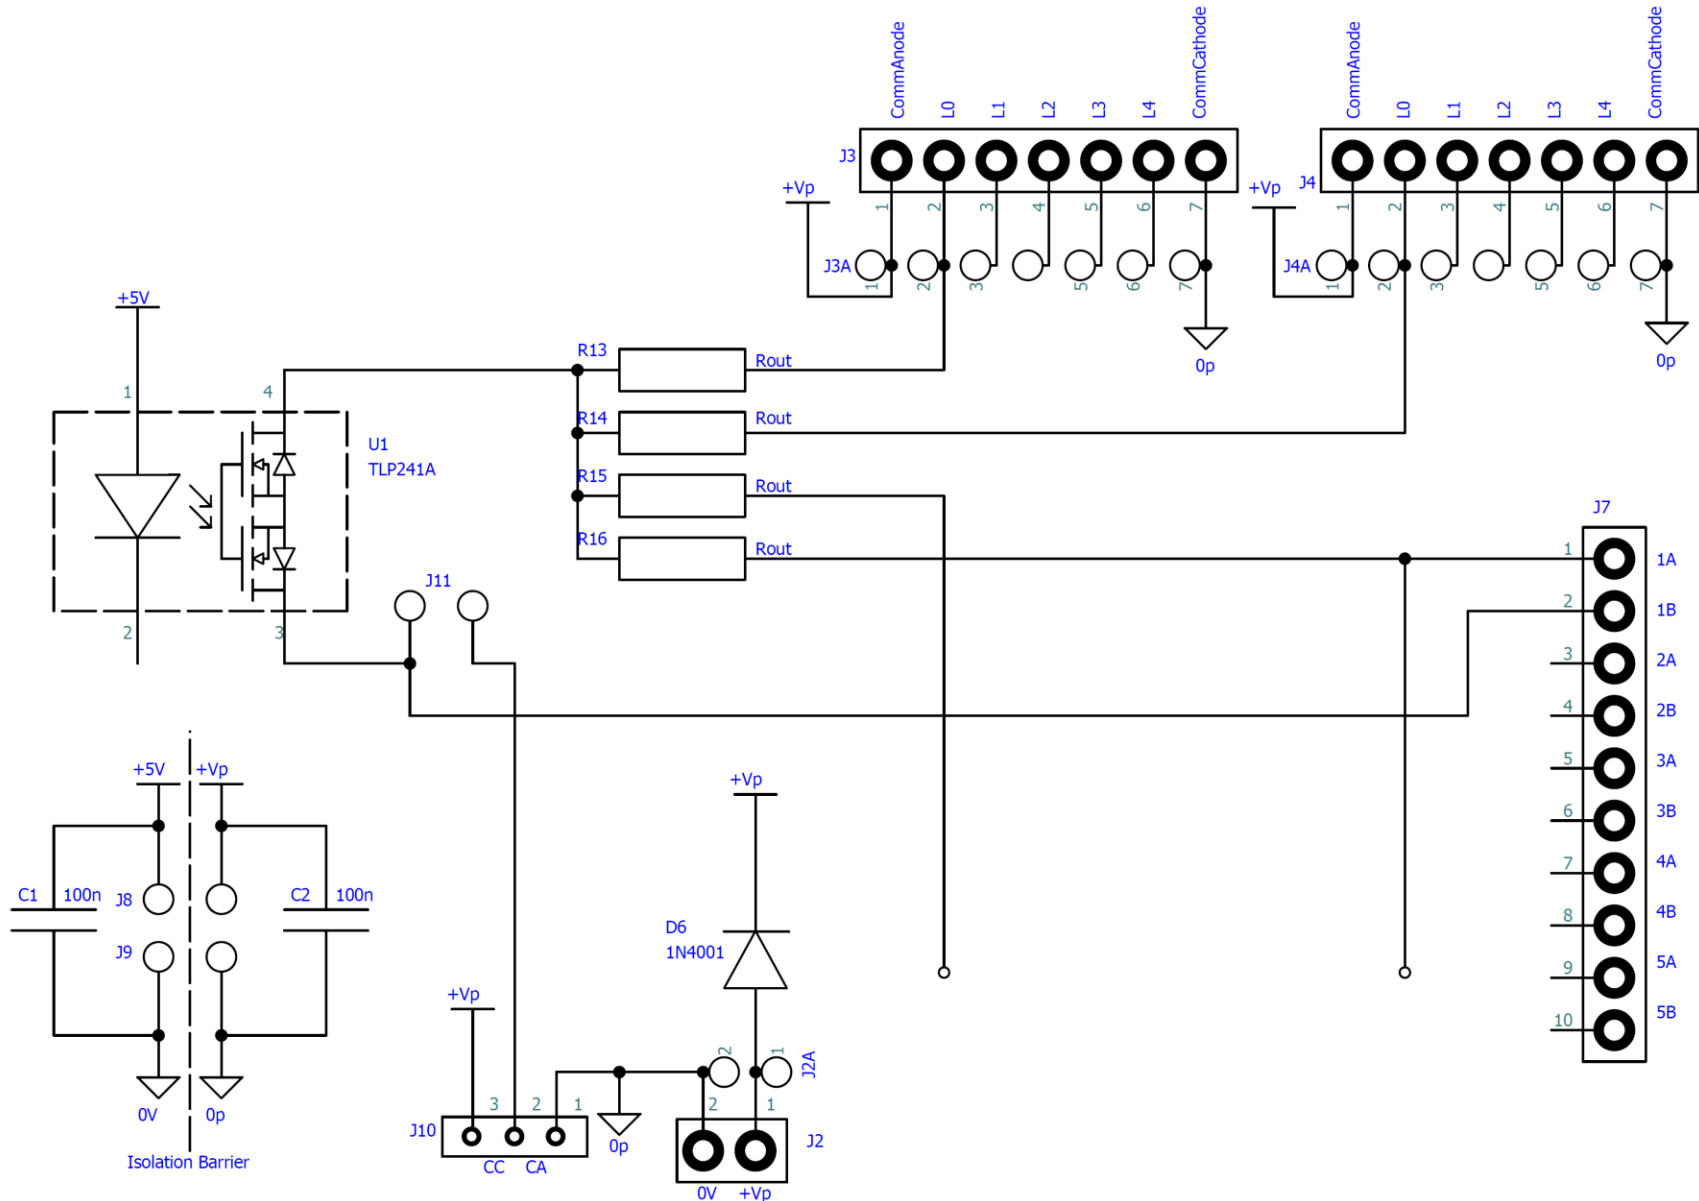 CommAnode
L0
L1
L2
L3
L4
CommCathode
J3
+Vp
1
2
3
4
5
6
7
J3A
1
2
3
5
6
7
0p
CommAnode
L0
L1
L2
L3
L4
CommCathode
J4
+Vp
1
2
3
4
5
6
7
J4A
1
2
3
5
6
7
0p
+5V
1
4
U1
TLP241A
2
3
R13
Rout
R14
Rout
R15
Rout
R16
Rout
J11
J7
1
1A
2
1B
3
2A
4
2B
5
3A
6
3B
7
4A
8
4B
9
5A
10
5B
+5V
+Vp
C1
100n
J8
C2
100n
J9
0V
0p
Isolation Barrier
+Vp
D6
1N4001
+Vp
2
1
J2A
3
2
1
2
1
J10
0p
J2
CC
CA
0V
+Vp